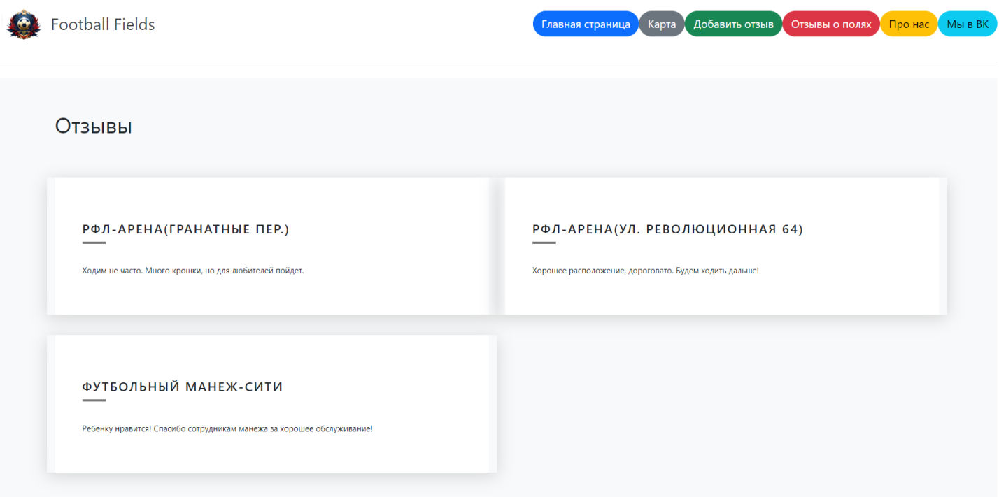 Football Fields
Главная страница Карта Добавить отзыв Отзывы о полях Про нас Мы в ВК
Отзывы
РФЛ-АРЕНА(ГРАНАТНЫЕ ПЕР.)
Ходим не часто. Много крошки, но для любителей пойдет.
РФЛ-АРЕНА(УЛ. РЕВОЛЮЦИОННАЯ 64)
Хорошее расположение, дороговато. Будем ходить дальше!
ФУТБОЛЬНЫЙ МАНЕЖ-СИТИ
Ребенку нравится! Спасибо сотрудникам манежа за хорошее обслуживание!